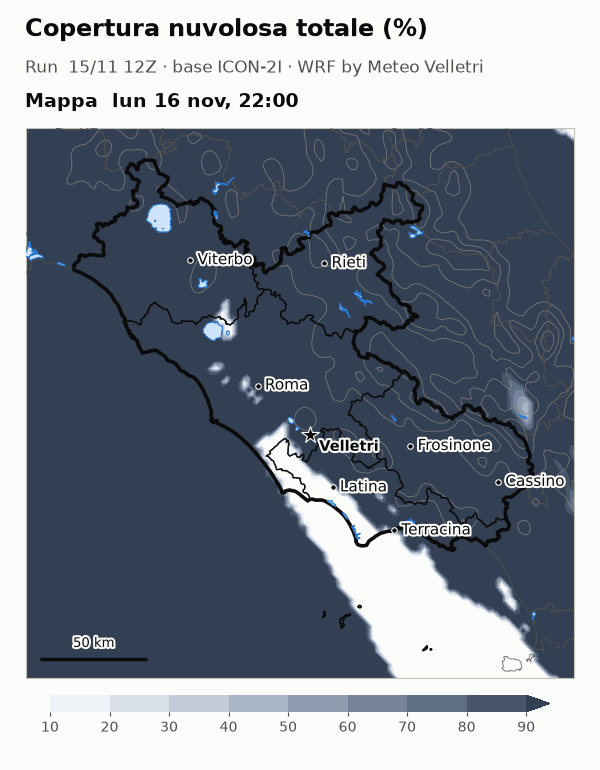 Copertura nuvolosa totale (%)
Run  15/11 12Z · base ICON-2I · WRF by Meteo Velletri
Mappa  lun 16 nov, 22:00
Viterbo
Rieti
Roma
Velletri
Frosinone
Latina
Cassino
Terracina
50 km
10 20 30 40 50 60 70 80 90